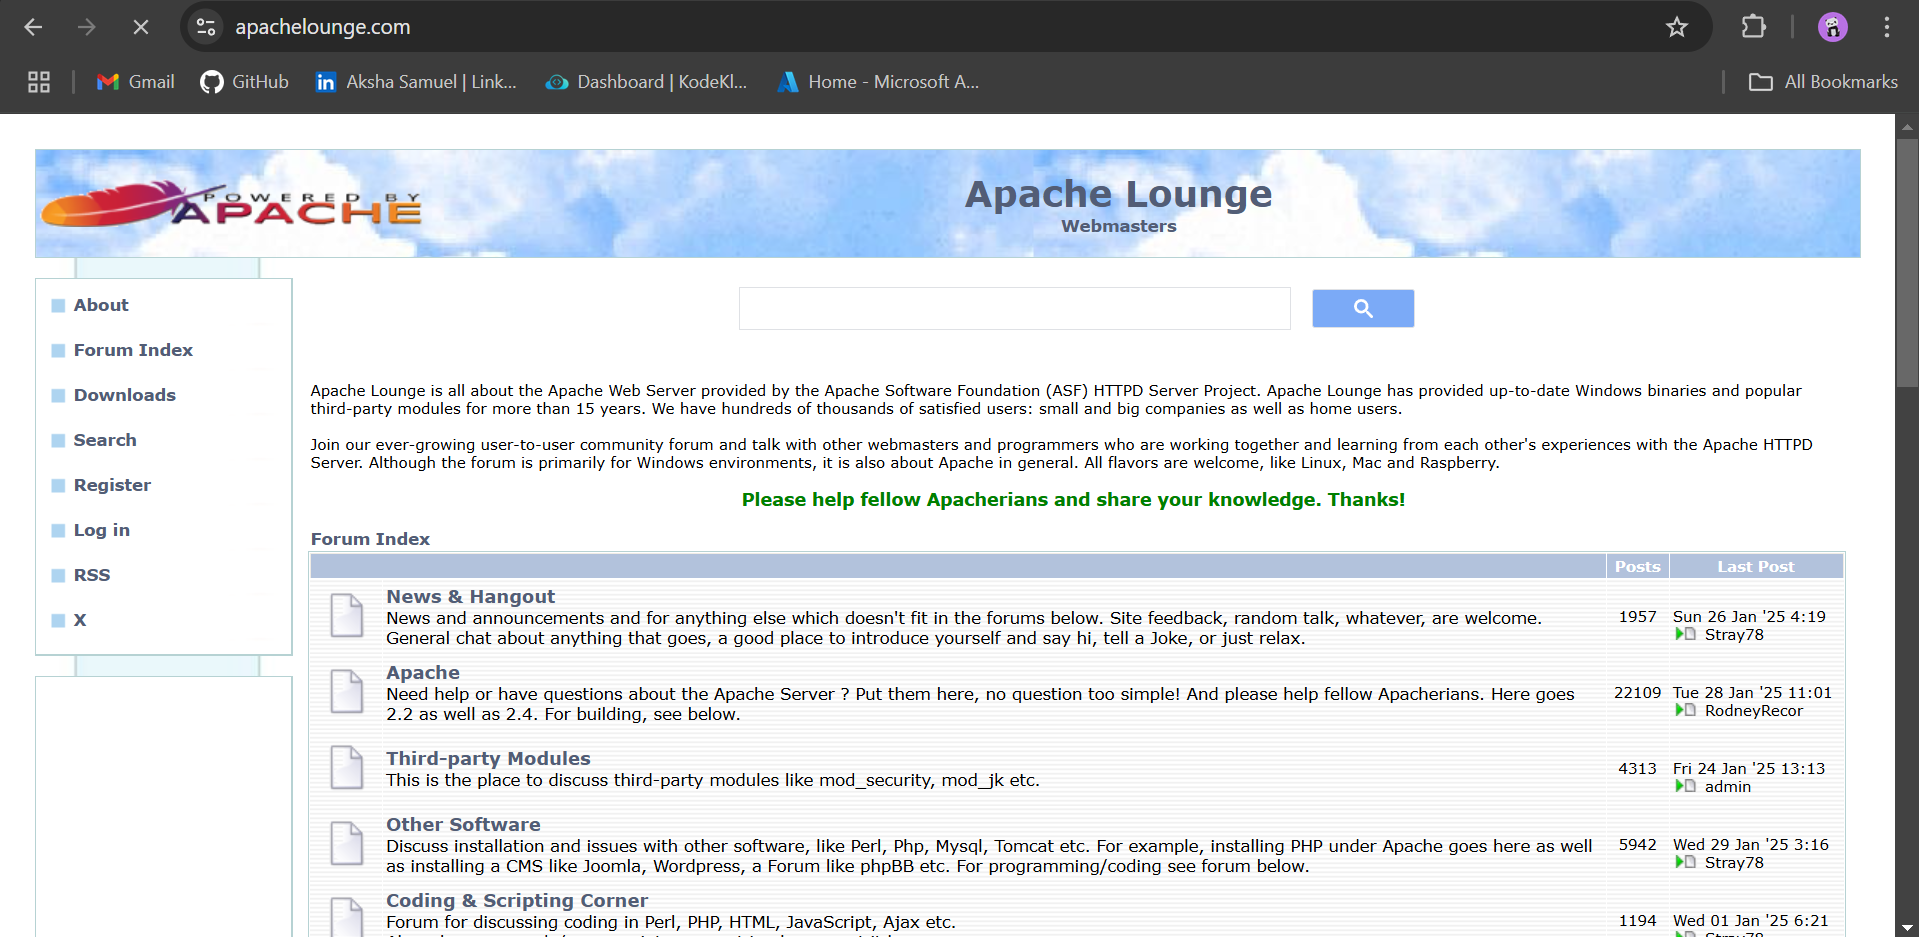 apachelounge.com
Gmail
GitHub
Aksha Samuel | Link...
Dashboard | KodeKl...
Home - Microsoft A...
All Bookmarks
POWERED BY
APACHE
Apache Lounge
Webmasters
About
Forum Index
Downloads
Search
Register
Log in
RSS
X
Apache Lounge is all about the Apache Web Server provided by the Apache Software Foundation (ASF) HTTPD Server Project. Apache Lounge has provided up-to-date Windows binaries and popular
third-party modules for more than 15 years. We have hundreds of thousands of satisfied users: small and big companies as well as home users.
Join our ever-growing user-to-user community forum and talk with other webmasters and programmers who are working together and learning from each other's experiences with the Apache HTTPD
Server. Although the forum is primarily for Windows environments, it is also about Apache in general. All flavors are welcome, like Linux, Mac and Raspberry.
Please help fellow Apacherians and share your knowledge. Thanks!
Forum Index
Posts Last Post
News & Hangout
News and announcements and for anything else which doesn't fit in the forums below. Site feedback, random talk, whatever, are welcome.
General chat about anything that goes, a good place to introduce yourself and say hi, tell a Joke, or just relax.
1957
Sun 26 Jan '25 4:19
Stray78
Apache
Need help or have questions about the Apache Server ? Put them here, no question too simple! And please help fellow Apacherians. Here goes
2.2 as well as 2.4. For building, see below.
22109
Tue 28 Jan '25 11:01
RodneyRecor
Third-party Modules
This is the place to discuss third-party modules like mod_security, mod_jk etc.
4313
Fri 24 Jan '25 13:13
admin
Other Software
Discuss installation and issues with other software, like Perl, Php, Mysql, Tomcat etc. For example, installing PHP under Apache goes here as well
as installing a CMS like Joomla, Wordpress, a Forum like phpBB etc. For programming/coding see forum below.
5942
Wed 29 Jan '25 3:16
Stray78
Coding & Scripting Corner
Forum for discussing coding in Perl, PHP, HTML, JavaScript, Ajax etc.
1194
Wed 01 Jan '25 6:21